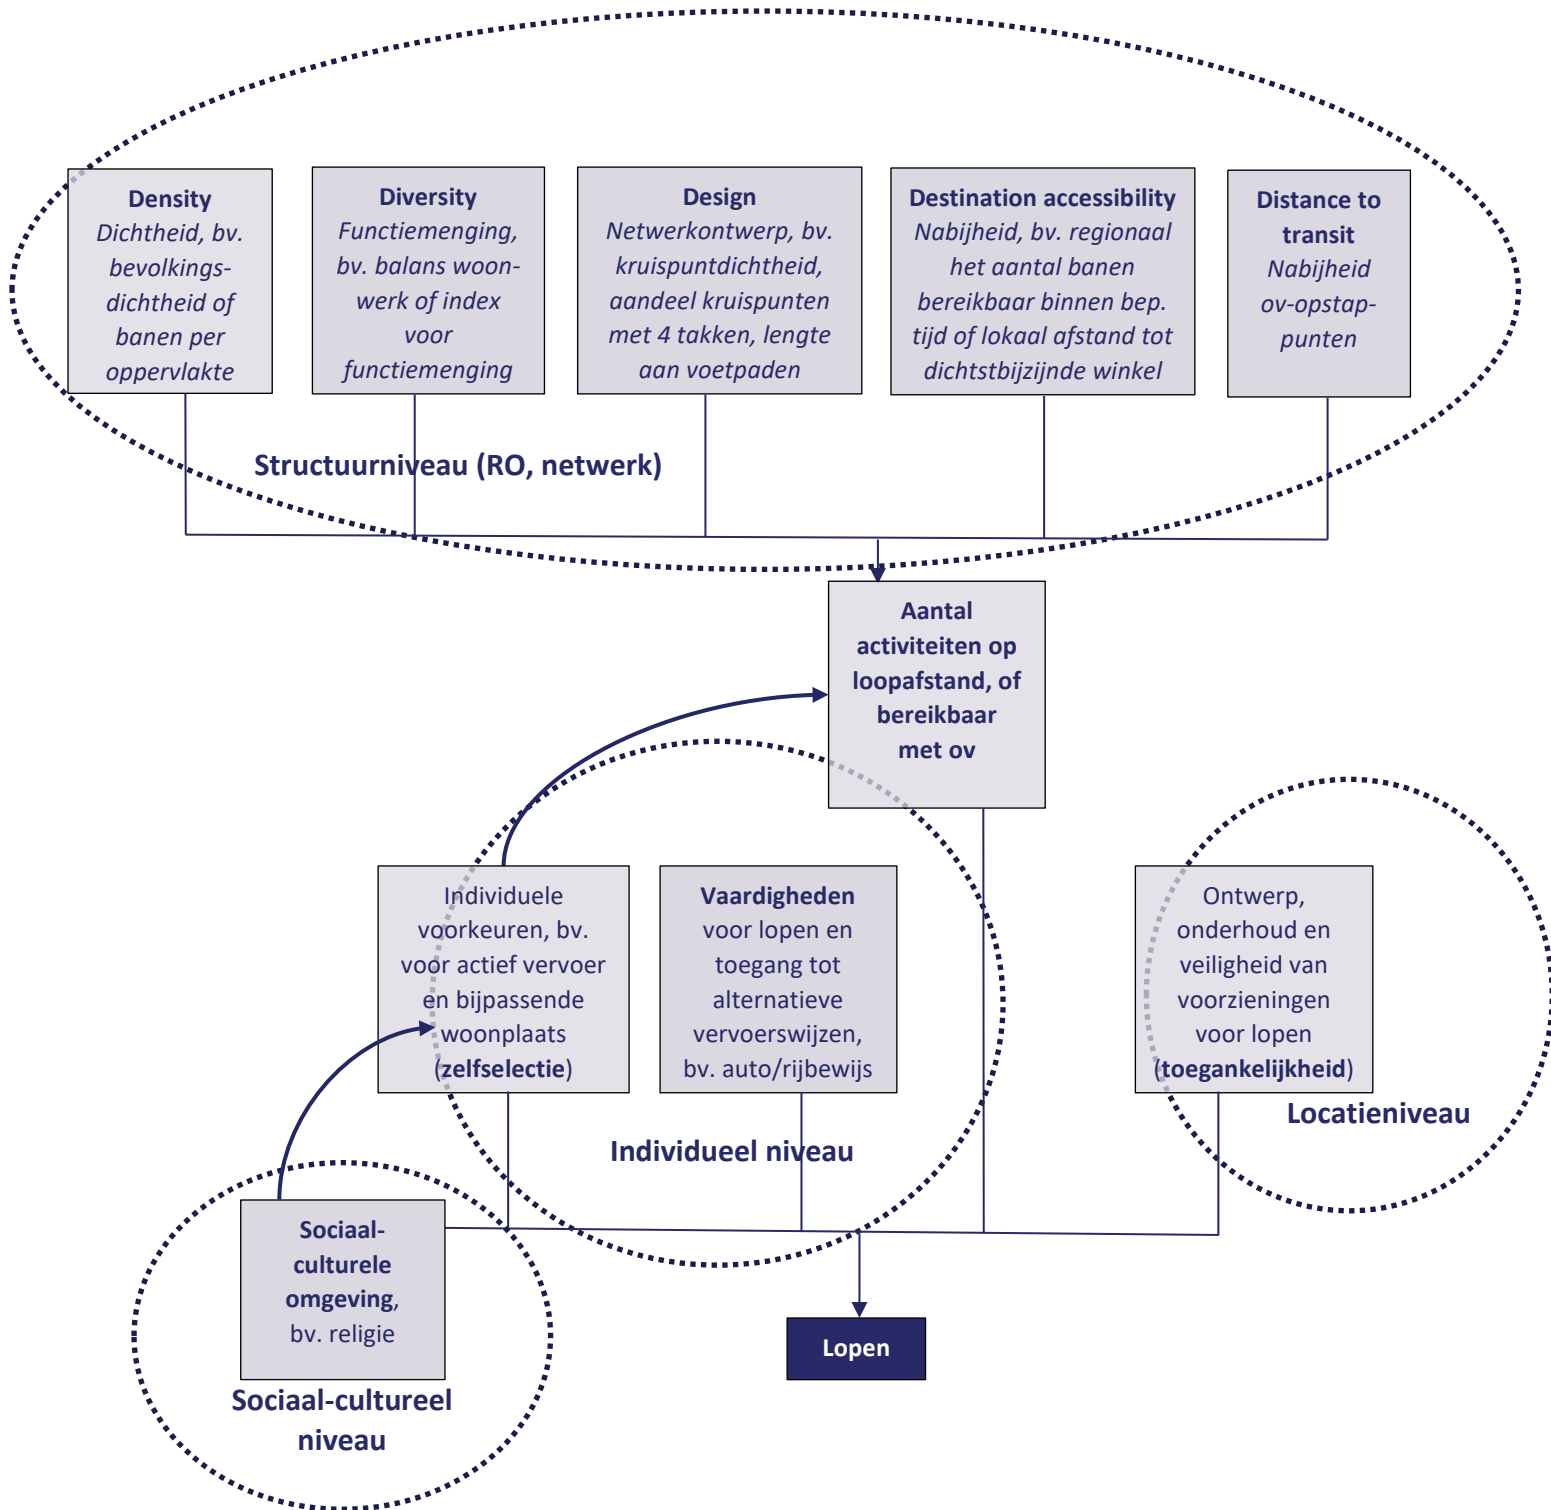 Density
Dichtheid, bv.
bevolkings-
dichtheid of
banen per
oppervlakte
Diversity
Functiemenging,
bv. balans woon-
werk of index
voor
functiemenging
Design
Netwerkontwerp, bv.
kruispuntdichtheid,
aandeel kruispunten
met 4 takken, lengte
aan voetpaden
Destination accessibility
Nabijheid, bv. regionaal
het aantal banen
bereikbaar binnen bep.
tijd of lokaal afstand tot
dichtstbijzijnde winkel
Distance to
transit
Nabijheid
ov-opstap-
punten
Structuurniveau (RO, netwerk)
Aantal
activiteiten op
loopafstand, of
bereikbaar
met ov
Individuele
voorkeuren, bv.
voor actief vervoer
en bijpassende
woonplaats
(zelfselectie)
Vaardigheden
voor lopen en
toegang tot
alternatieve
vervoerswijzen,
bv. auto/rijbewijs
Ontwerp,
onderhoud en
veiligheid van
voorzieningen
voor lopen
(toegankelijkheid)
Locatieniveau
Individueel niveau
Sociaal-
culturele
omgeving,
bv. religie
Lopen
Sociaal-cultureel
niveau